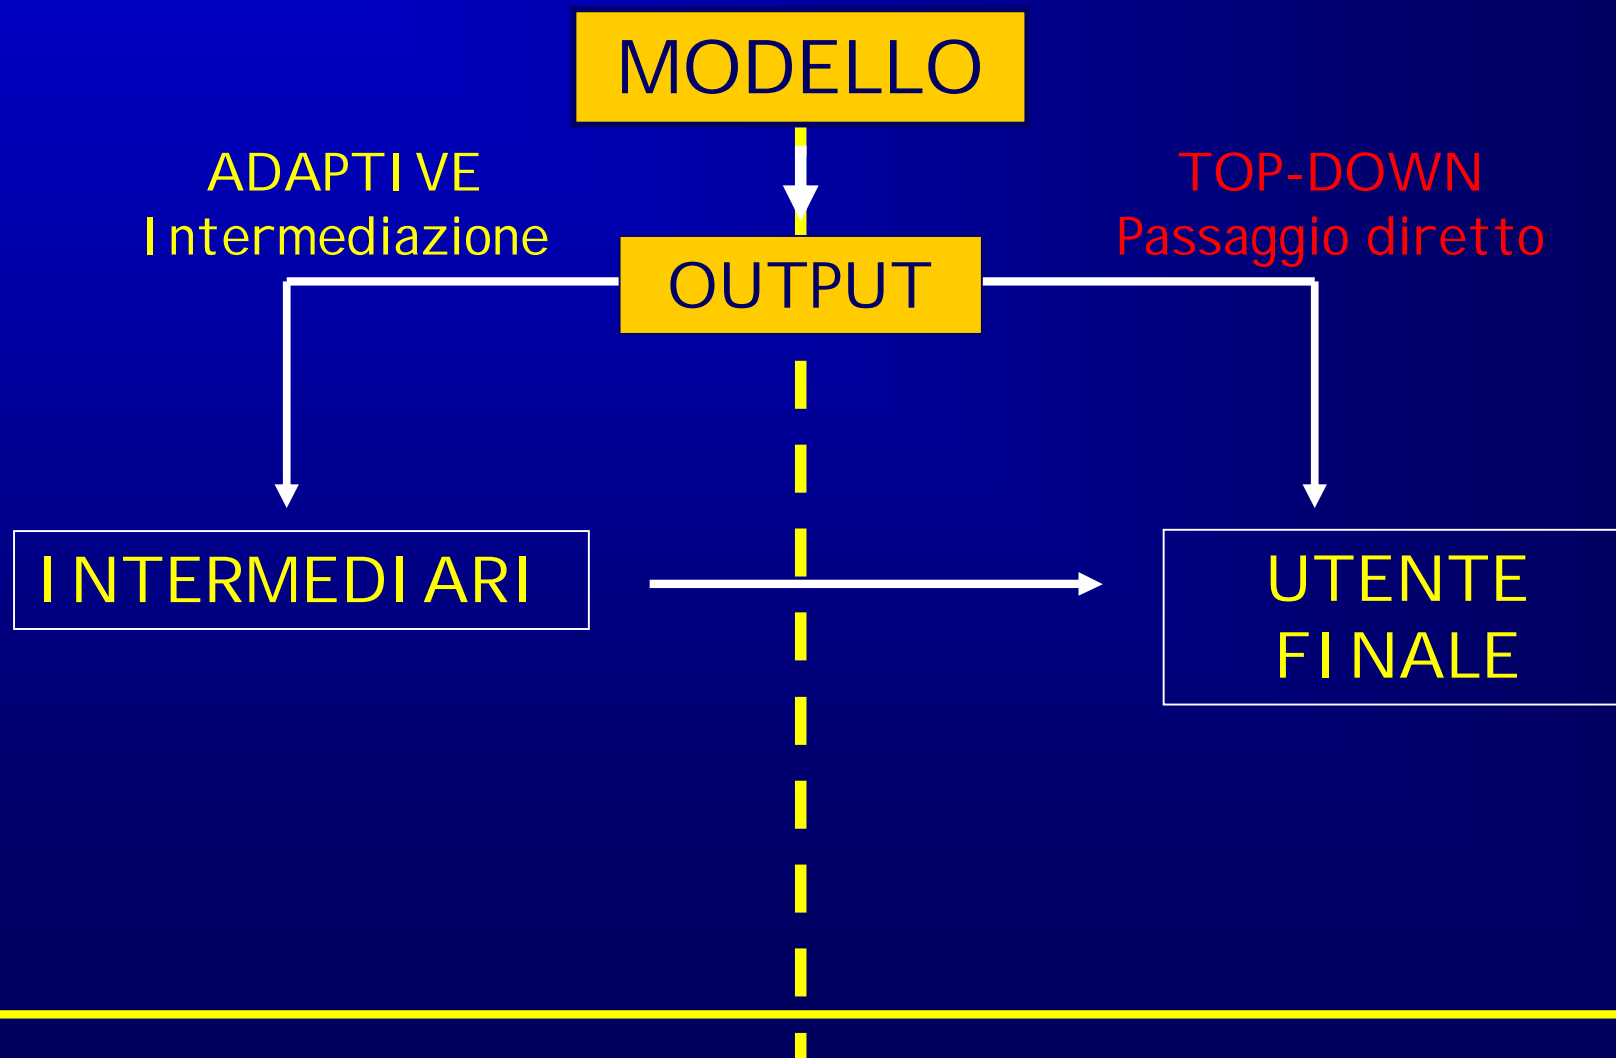 MODELLO
ADAPTIVE
Intermediazione
TOP-DOWN
Passaggio diretto
OUTPUT
INTERMEDIARI
UTENTE
FINALE